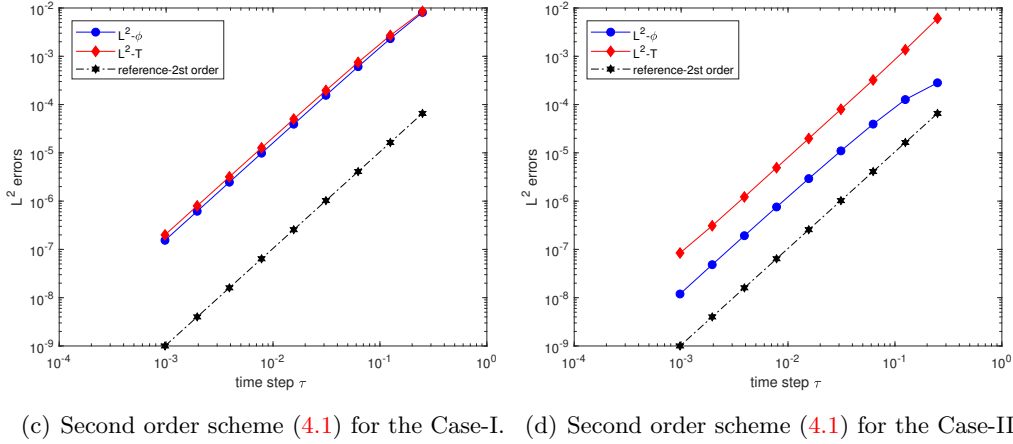 10^-2
10^-3
10^-4
10^-5
10^-6
10^-7
10^-8
10^-9
L^2 errors
L^2-ϕ
L^2-T
reference-2st order
10^-4 10^-3 10^-2 10^-1 10^0
time step τ
10^-2
10^-3
10^-4
10^-5
10^-6
10^-7
10^-8
10^-9
L^2 errors
L^2-ϕ
L^2-T
reference-2st order
10^-4 10^-3 10^-2 10^-1 10^0
time step τ
(c) Second order scheme (4.1) for the Case-I.
(d) Second order scheme (4.1) for the Case-II